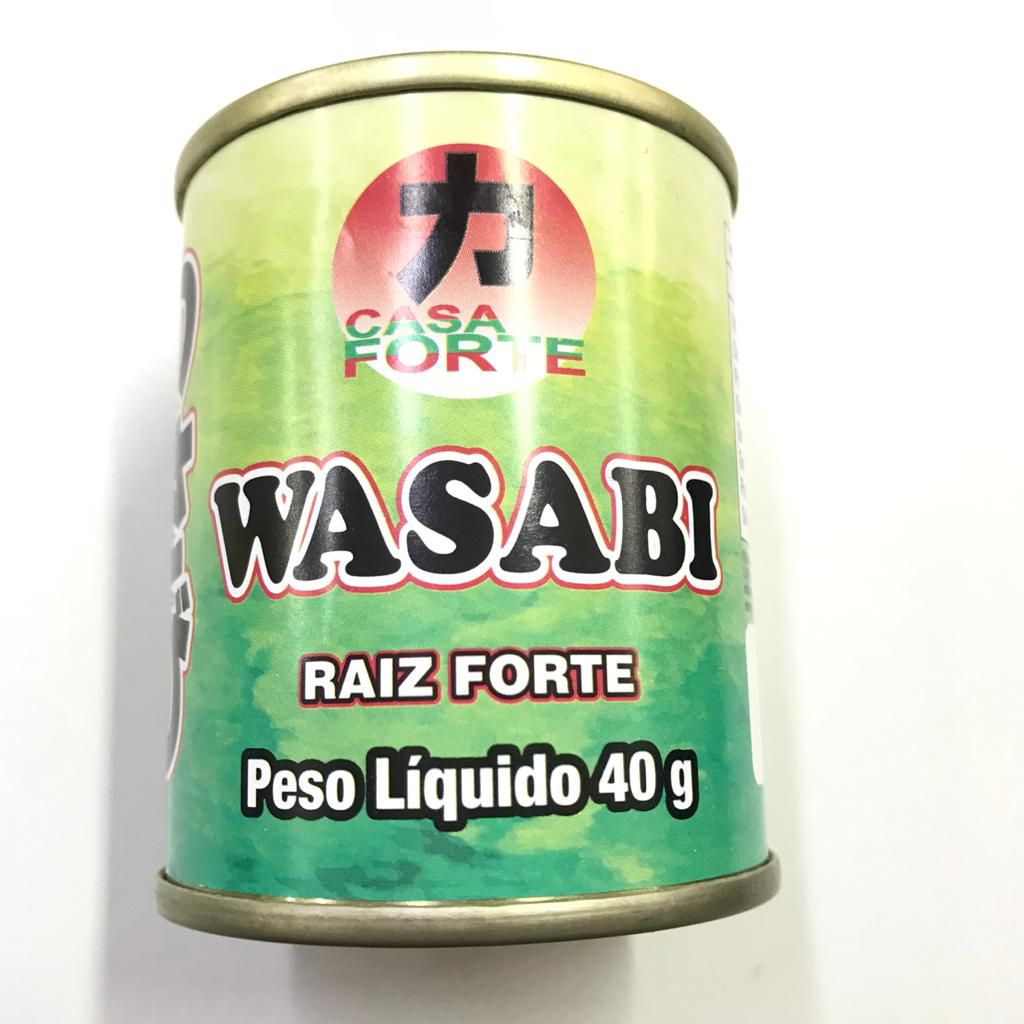 力
CASA
FORTE
WASABI
RAIZ FORTE
Peso Líquido 40 g